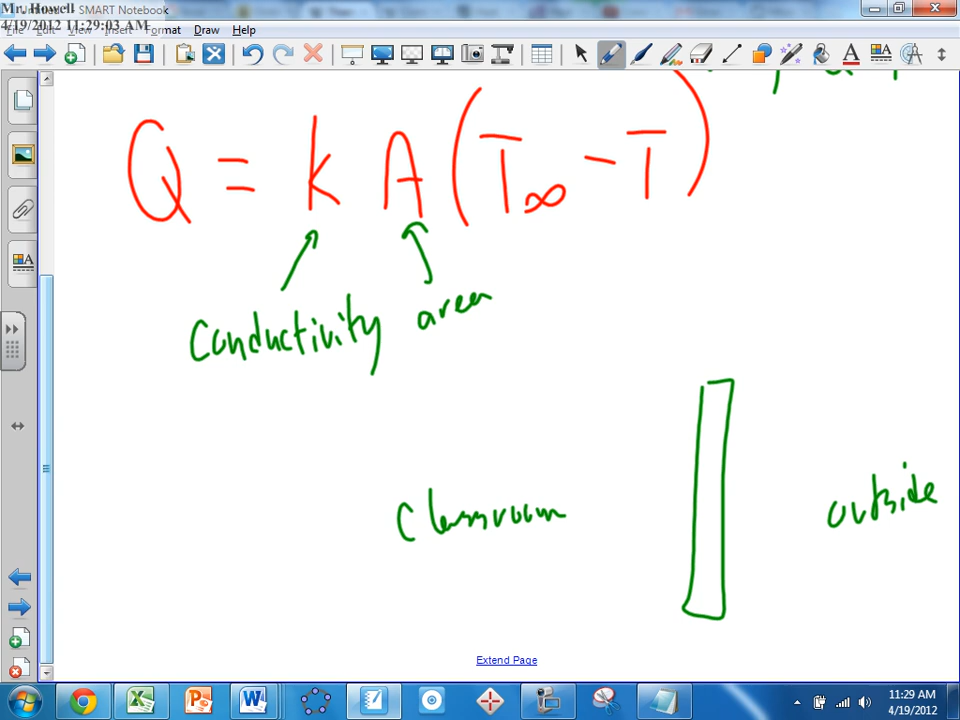 Mr. Howell
SMART Notebook
4/19/2012 11:29:03 AM
File Edit View Insert Format Draw Help
Q = k A (T∞ - T)
Conductivity area
Classroom
outside
Extend Page
11:29 AM
4/19/2012